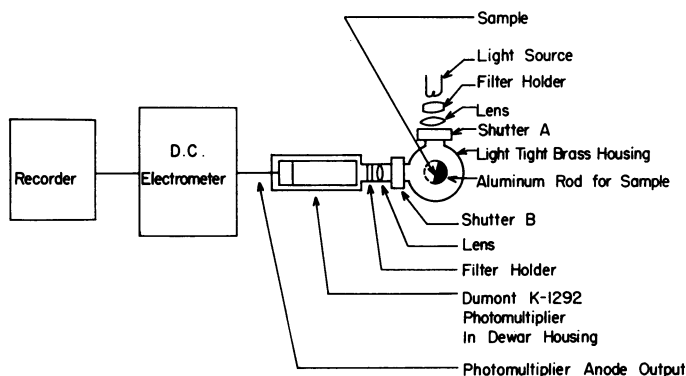 Sample
Light Source
Filter Holder
Lens
Shutter A
Light Tight Brass Housing
Aluminum Rod for Sample
D.C.
Electrometer
Recorder
Shutter B
Lens
Filter Holder
Dumont K-1292
Photomultiplier
In Dewar Housing
Photomultiplier Anode Output